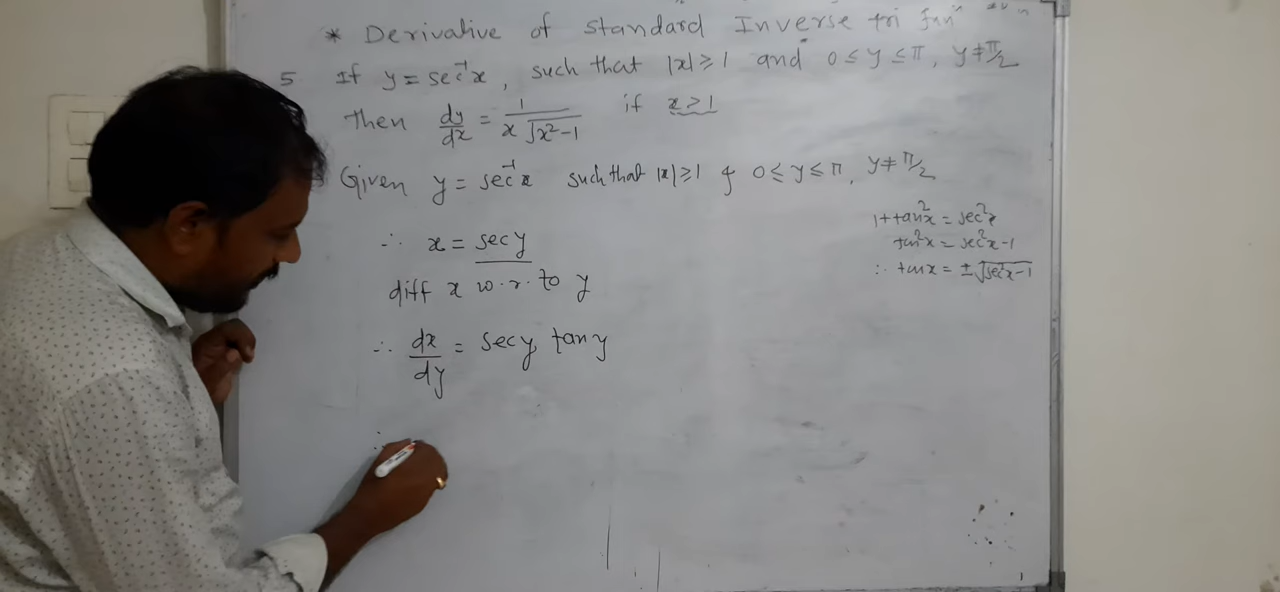 * Derivative of standard Inverse tri funⁿ
5 If y = sec⁻¹x , such that |x| ≥ 1 and 0 ≤ y ≤ π, y ≠ π/2
Then dy/dx = 1/(x √(x²-1)) if x > 1
Given y = sec⁻¹x such that |x| ≥ 1 & 0 ≤ y ≤ π, y ≠ π/2
∴ x = sec y
diff x w.r. to y
∴ dx/dy = sec y tan y
∴
1+tan²x = sec²x
tan²x = sec²x-1
∴ tan x = ±√(sec²x-1)